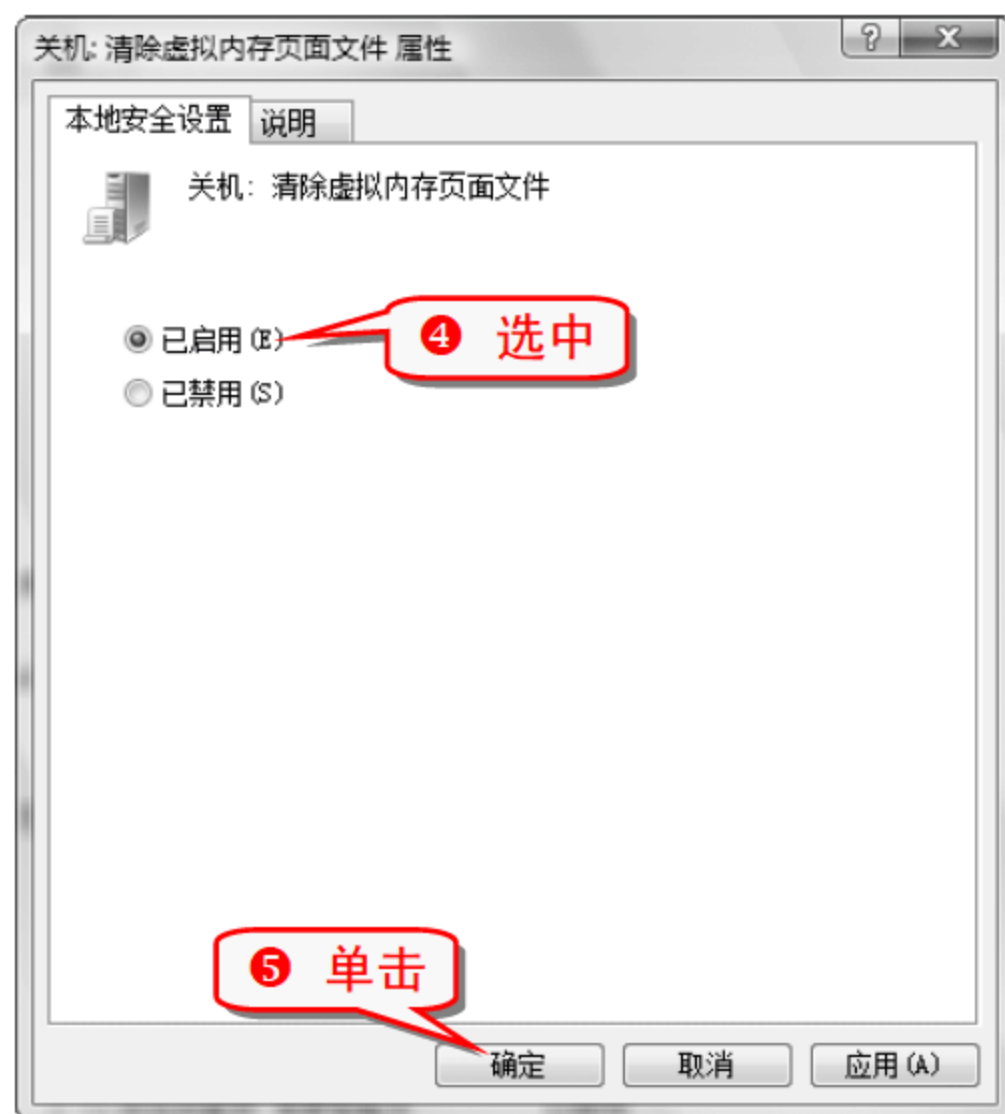 关机: 清除虚拟内存页面文件 属性
本地安全设置 说明
关机: 清除虚拟内存页面文件
已启用(E)
❹ 选中
已禁用(S)
❺ 单击
确定 取消 应用(A)